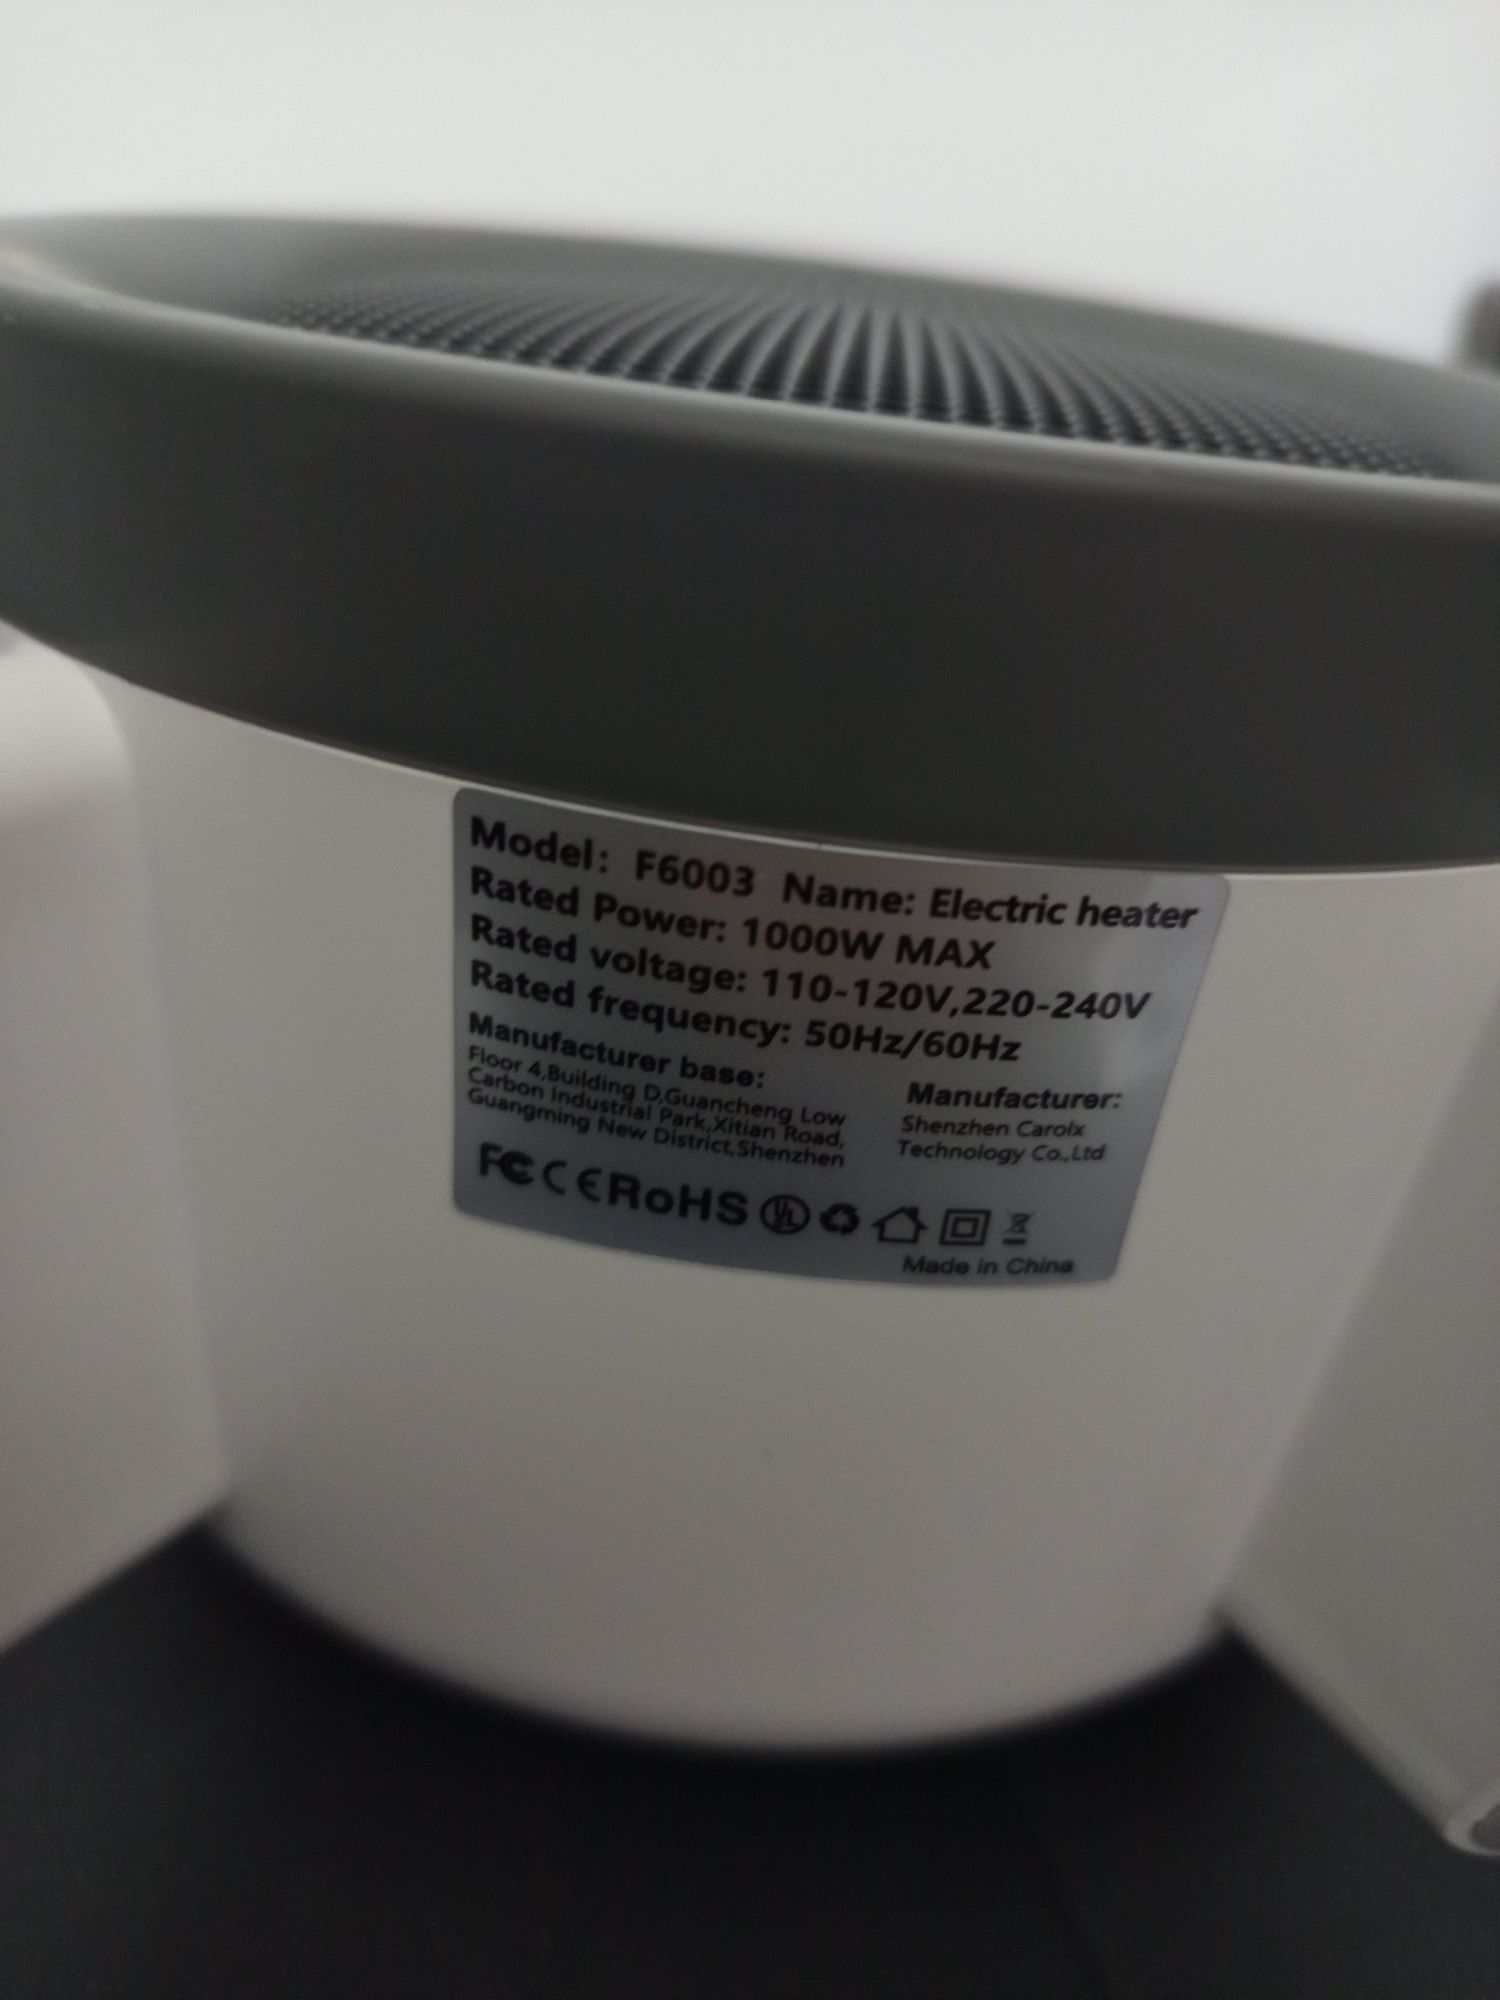 Model: F6003 Name: Electric heater
Rated Power: 1000W MAX
Rated voltage: 110-120V,220-240V
Rated frequency: 50Hz/60Hz
Manufacturer base:
Floor 4,Building D,Guancheng Low
Carbon Industrial Park,Xitian Road,
Guangming New District,Shenzhen
Manufacturer:
Shenzhen Carolx
Technology Co.,Ltd
FC CE RoHS UL
Made in China